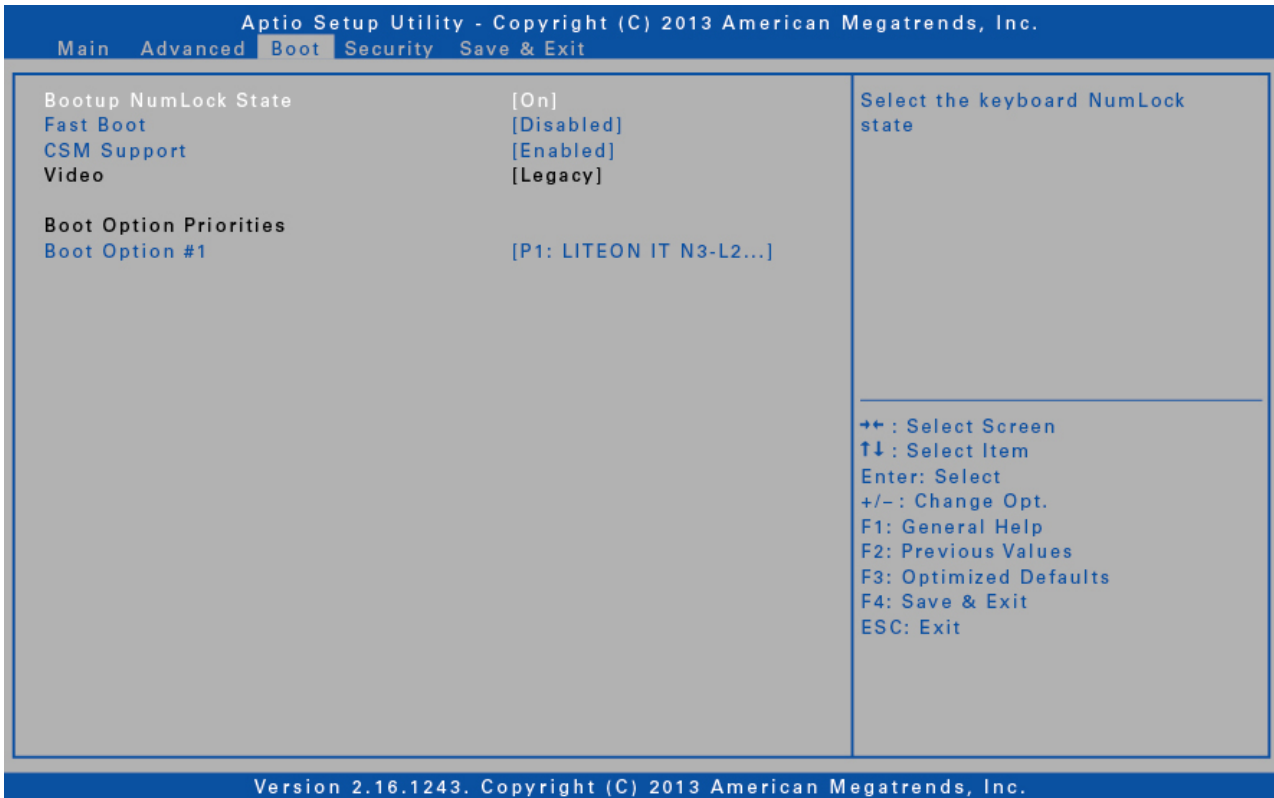 Aptio Setup Utility - Copyright (C) 2013 American Megatrends, Inc.
Main Advanced Boot Security Save & Exit
Bootup NumLock State [On]
Fast Boot [Disabled]
CSM Support [Enabled]
Video [Legacy]
Boot Option Priorities
Boot Option #1 [P1: LITEON IT N3-L2...]
Select the keyboard NumLock
state
→← : Select Screen
↑↓ : Select Item
Enter: Select
+/– : Change Opt.
F1: General Help
F2: Previous Values
F3: Optimized Defaults
F4: Save & Exit
ESC: Exit
Version 2.16.1243. Copyright (C) 2013 American Megatrends, Inc.